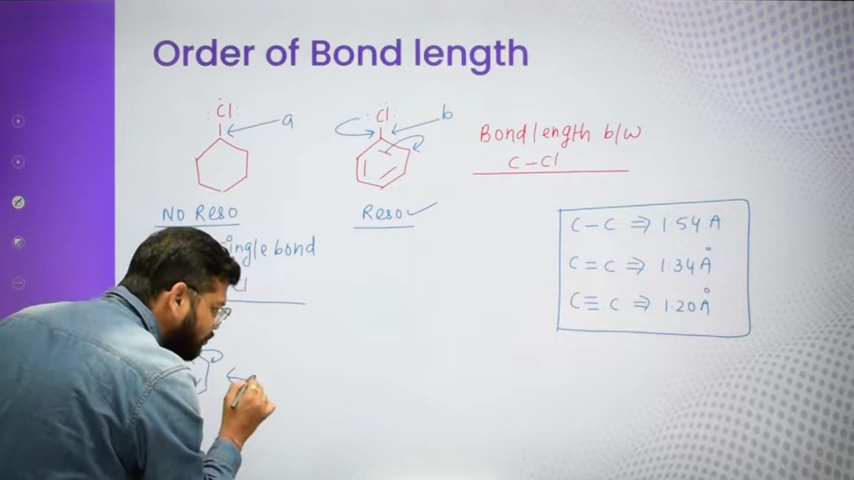 Order of Bond length
Cl
a
Cl
b
Bond length b/w
C-Cl
No Reso
Reso ✓
single bond
C-C ⇒ 1.54 A
C=C ⇒ 1.34 Å
C≡C ⇒ 1.20 Å